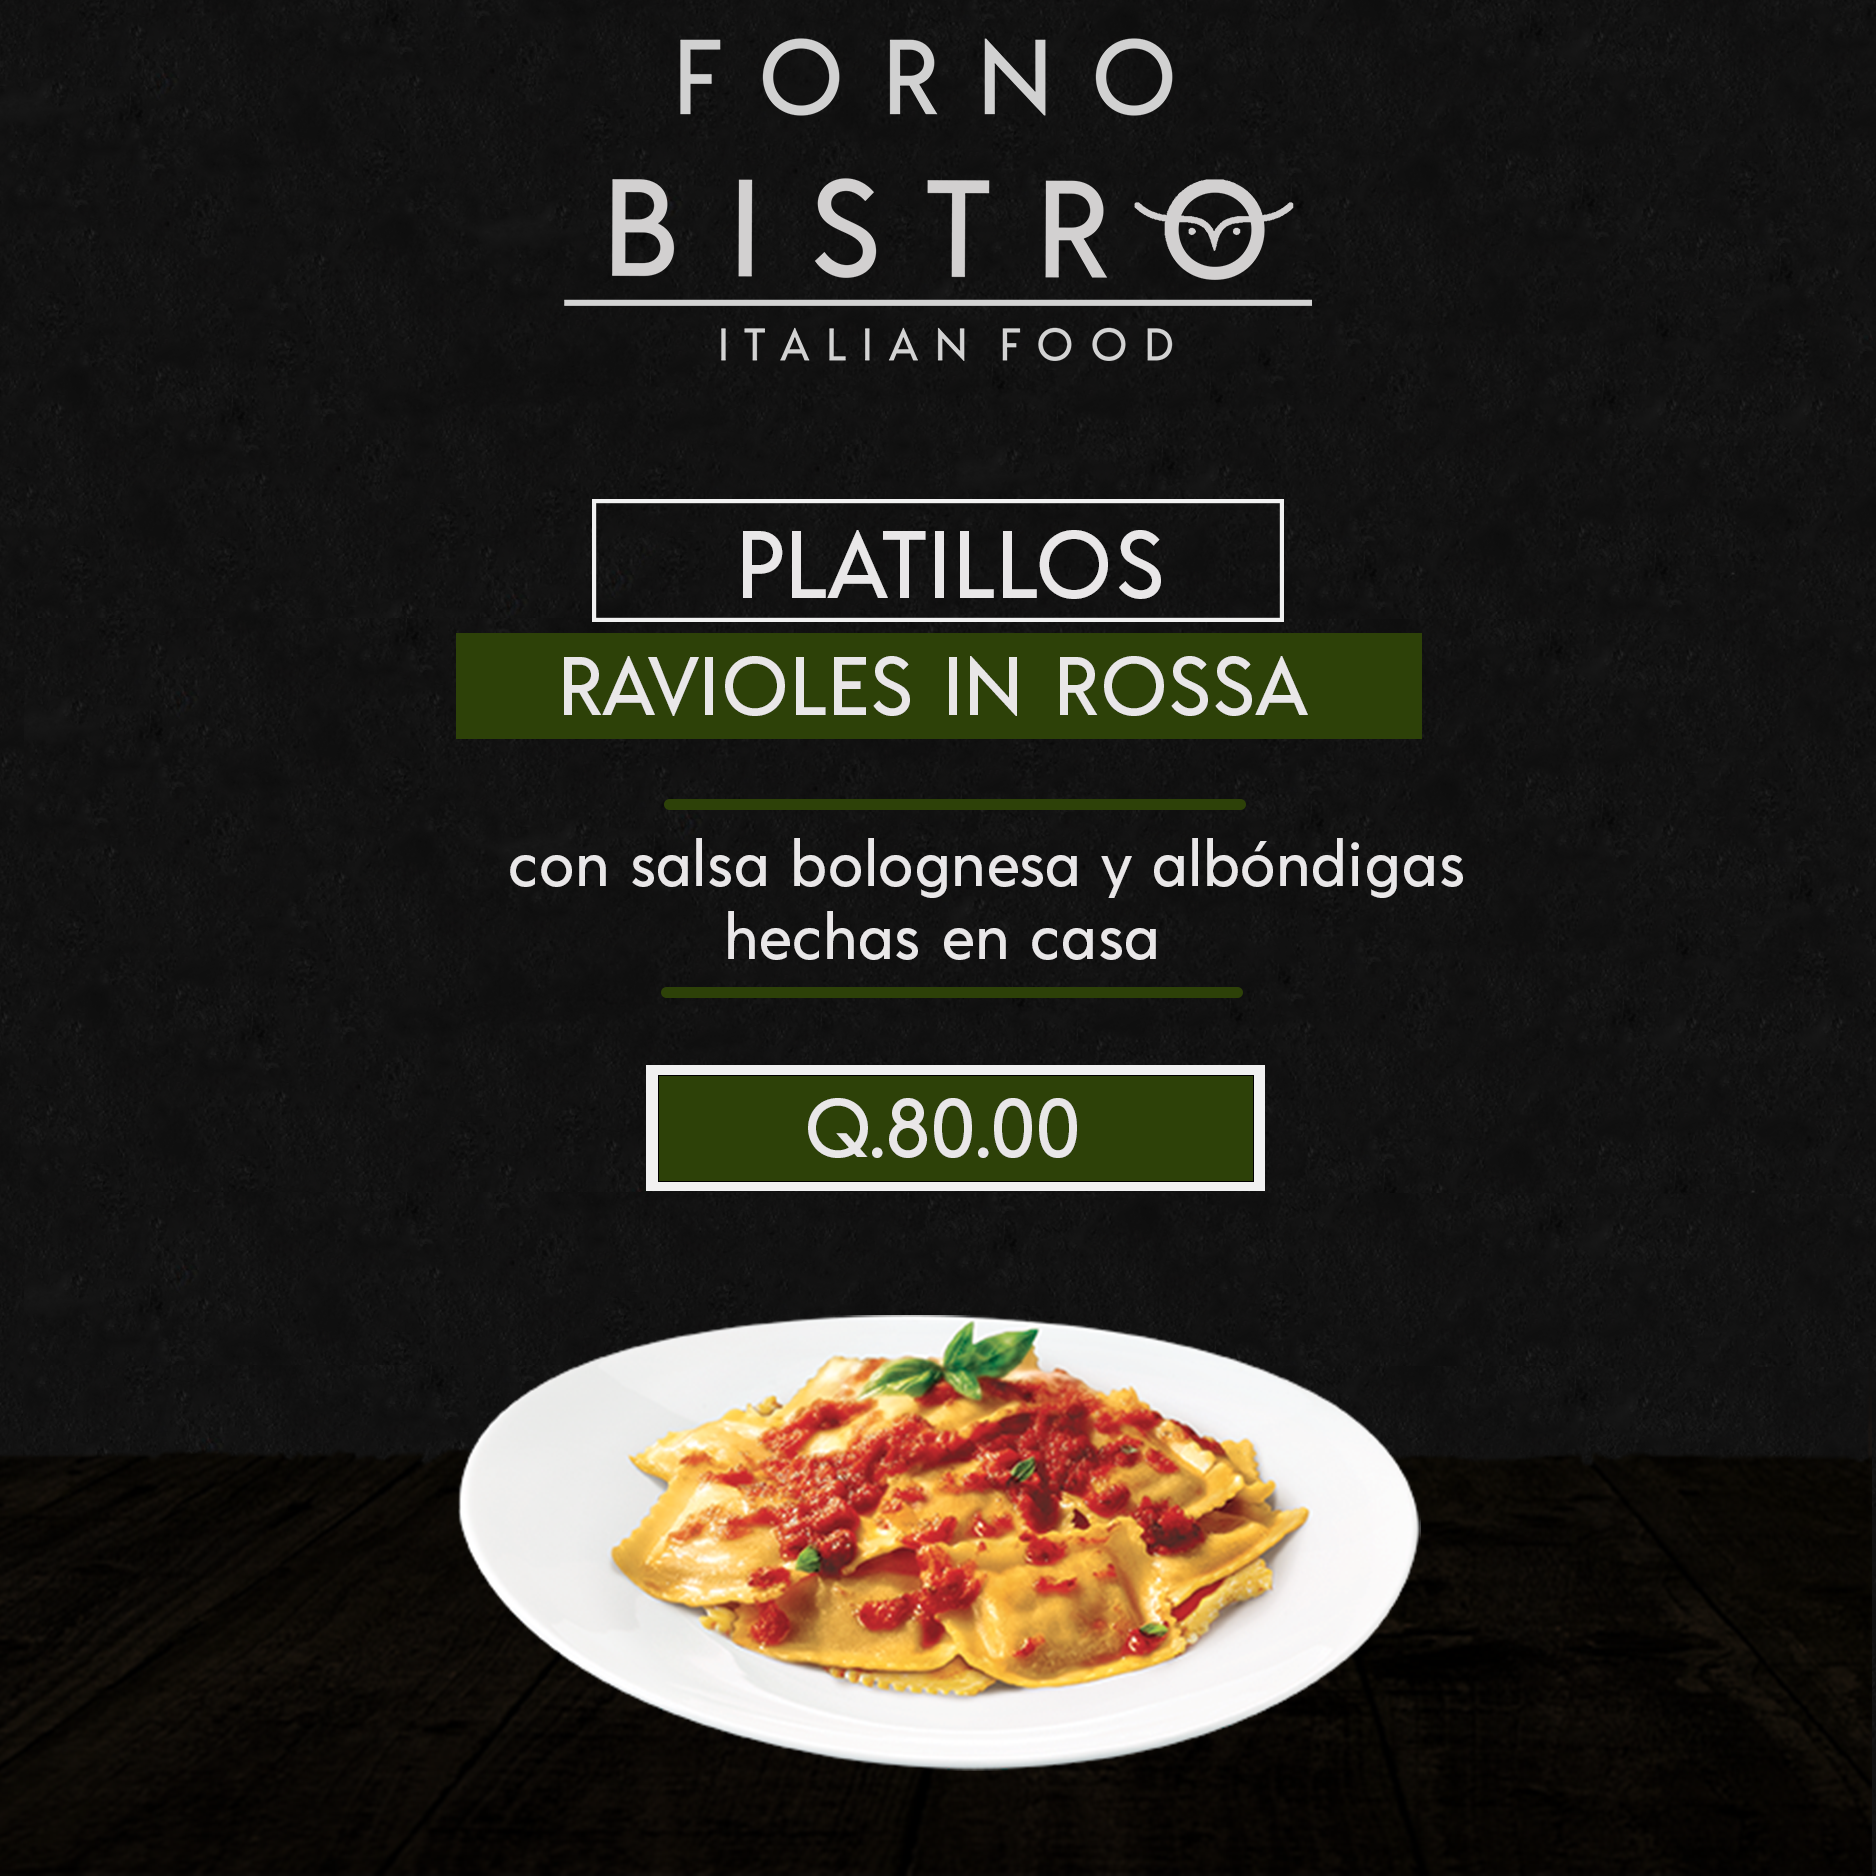 FORNO
BISTRO
ITALIAN FOOD
PLATILLOS
RAVIOLES IN ROSSA
con salsa bolognesa y albóndigas
hechas en casa
Q.80.00